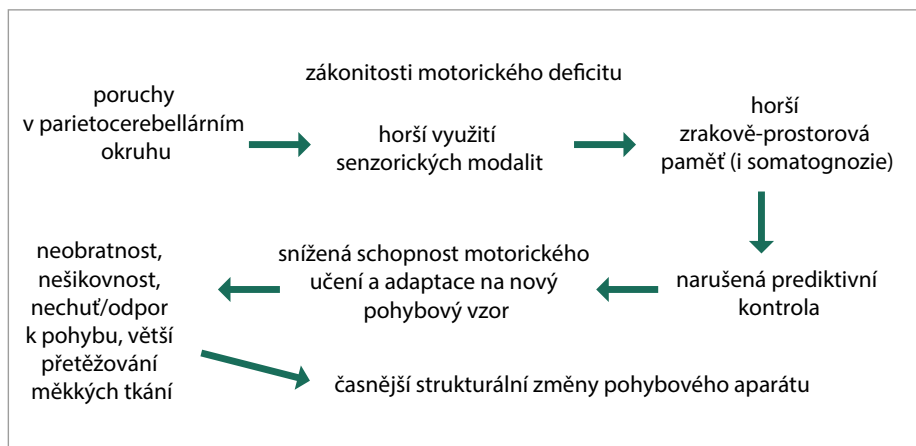 zákonitosti motorického deficitu
poruchy
v parietocerebellárním
okruhu
horší využití
senzorických modalit
horší
zrakově-prostorová
paměť (i somatognozie)
narušená prediktivní
kontrola
snížená schopnost motorického
učení a adaptace na nový
pohybový vzor
neobratnost,
nešikovnost,
nechuť/odpor
k pohybu, větší
přetěžování
měkkých tkání
časnější strukturální změny pohybového aparátu